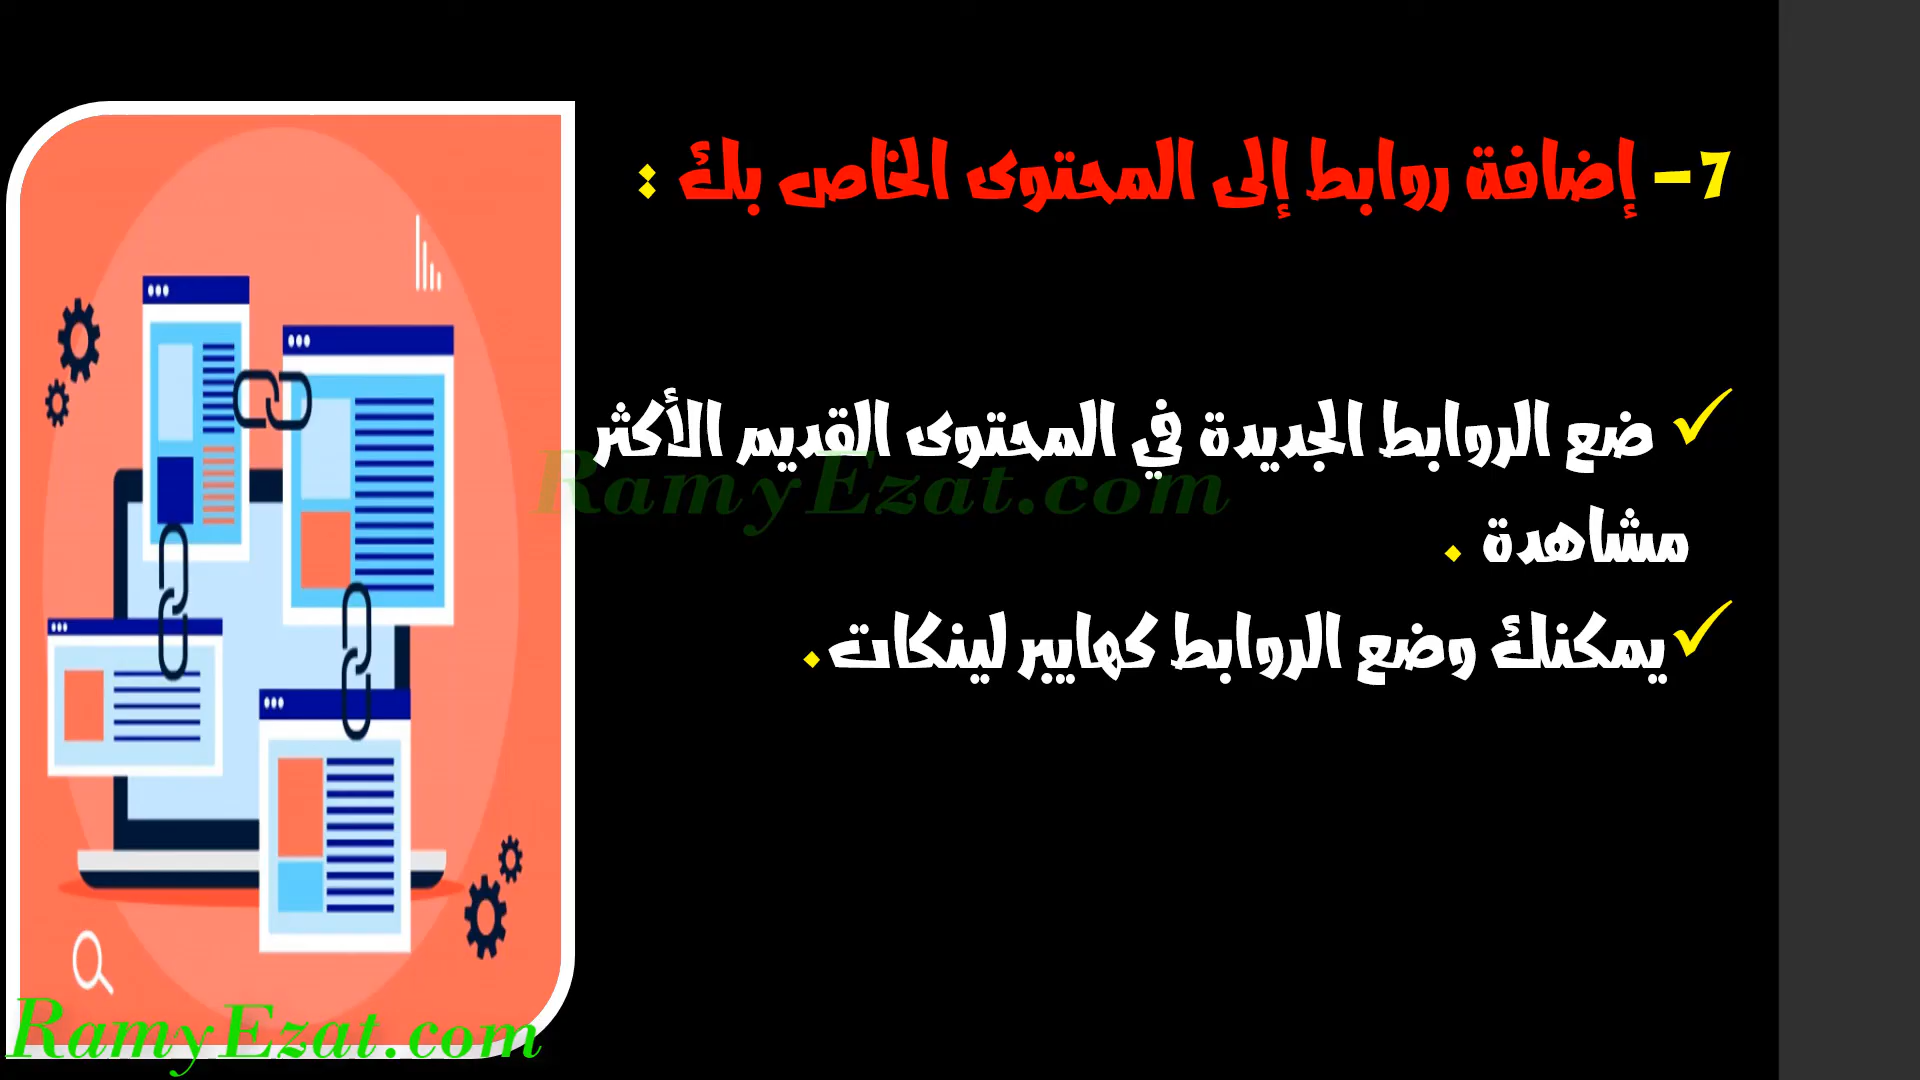 7- إضافة روابط إلى المحتوى الخاص بك :
✓ ضع الروابط الجديدة في المحتوى القديم الأكثر
مشاهدة .
✓ يمكنك وضع الروابط كهايبر لينكات.
RamyEzat.com
RamyEzat.com